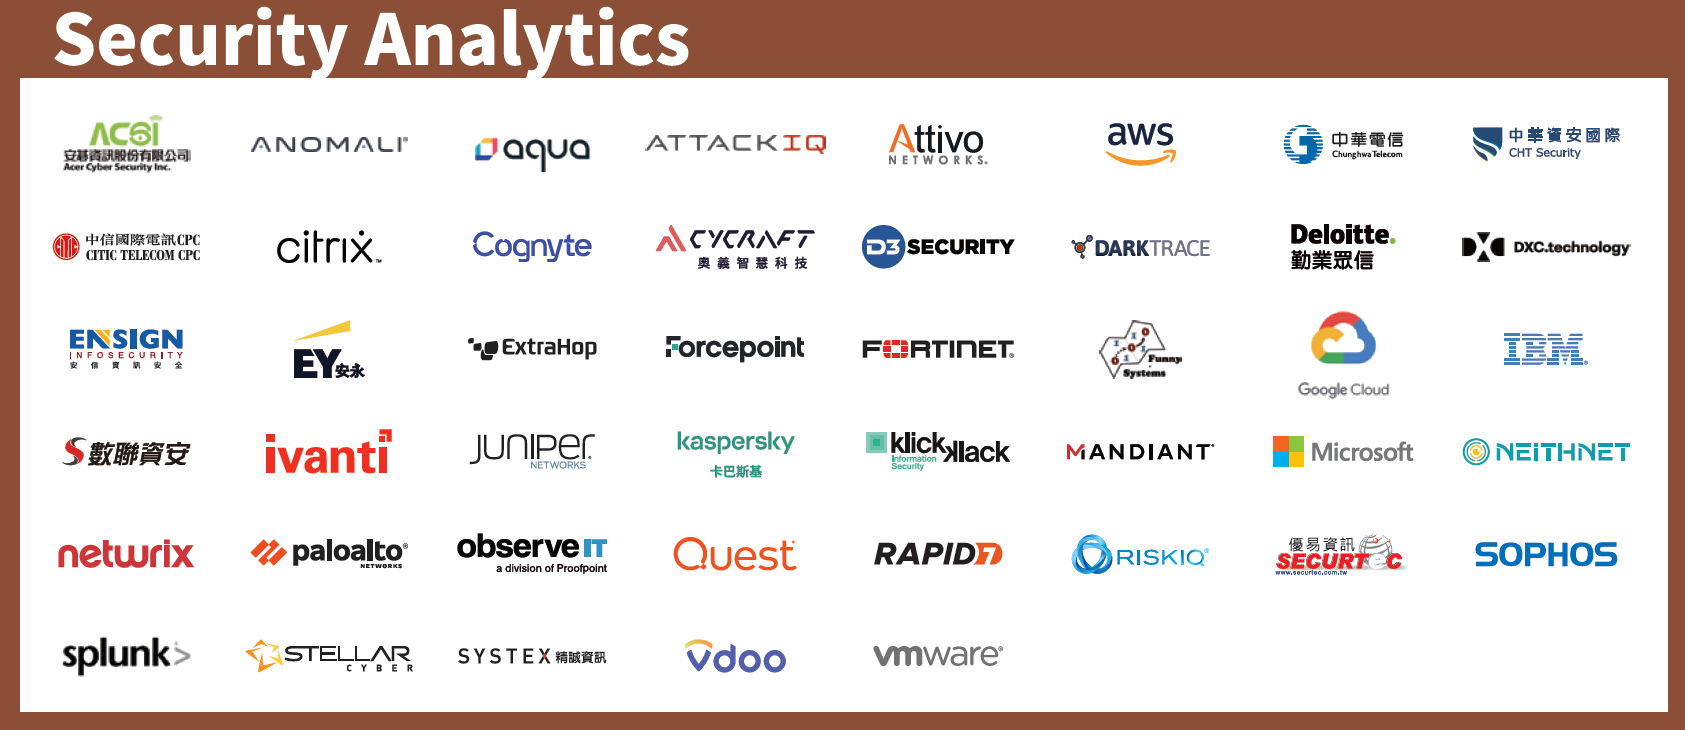 Security Analytics
ACSI
安碁資訊股份有限公司
Acer Cyber Security Inc.
ANOMALI®
aqua
ATTACKIQ
Attivo
NETWORKS.
aws
中華電信
Chunghwa Telecom
中華資安國際
CHT Security
CITIC
中信國際電訊CPC
CITIC TELECOM CPC
citrix™
Cognyte
CYCRAFT
奧義智慧科技
D3 SECURITY
DARKTRACE
Deloitte.
勤業眾信
DXC.technology
ENSIGN
INFOSECURITY
安信資訊安全
EY安永
ExtraHop
Forcepoint
FORTINET®
Funny
Systems
Google Cloud
IBM®
數聯資安
ivanti
JUNIPER
NETWORKS
kaspersky
卡巴斯基
klick
klack
Information
Security
MANDIANT
Microsoft
NEITHNET
netwrix
paloalto®
NETWORKS
observe IT
a division of Proofpoint
Quest
RAPID7
RISKIQ®
優易資訊
SECURTEC
www.securtec.com.tw
SOPHOS
splunk>
STELLAR
CYBER
SYSTEX 精誠資訊
vdoo
vmware®